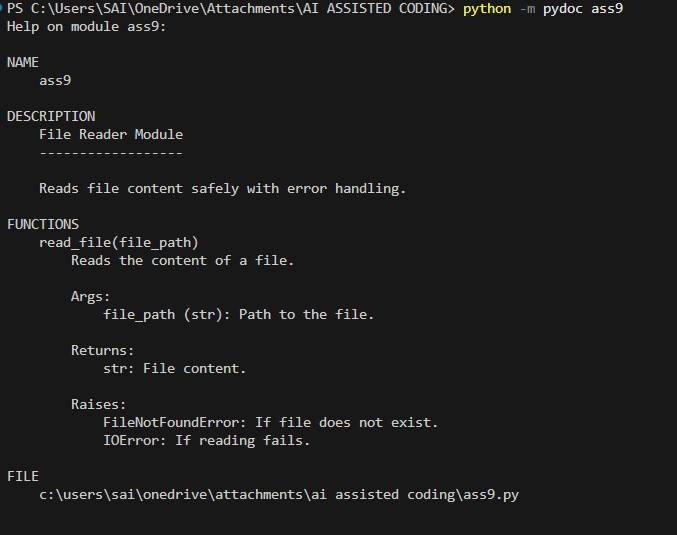 PS C:\Users\SAI\OneDrive\Attachments\AI ASSISTED CODING> python -m pydoc ass9
Help on module ass9:

NAME
    ass9

DESCRIPTION
    File Reader Module
    ------------------

    Reads file content safely with error handling.

FUNCTIONS
    read_file(file_path)
        Reads the content of a file.

        Args:
            file_path (str): Path to the file.

        Returns:
            str: File content.

        Raises:
            FileNotFoundError: If file does not exist.
            IOError: If reading fails.

FILE
    c:\users\sai\onedrive\attachments\ai assisted coding\ass9.py